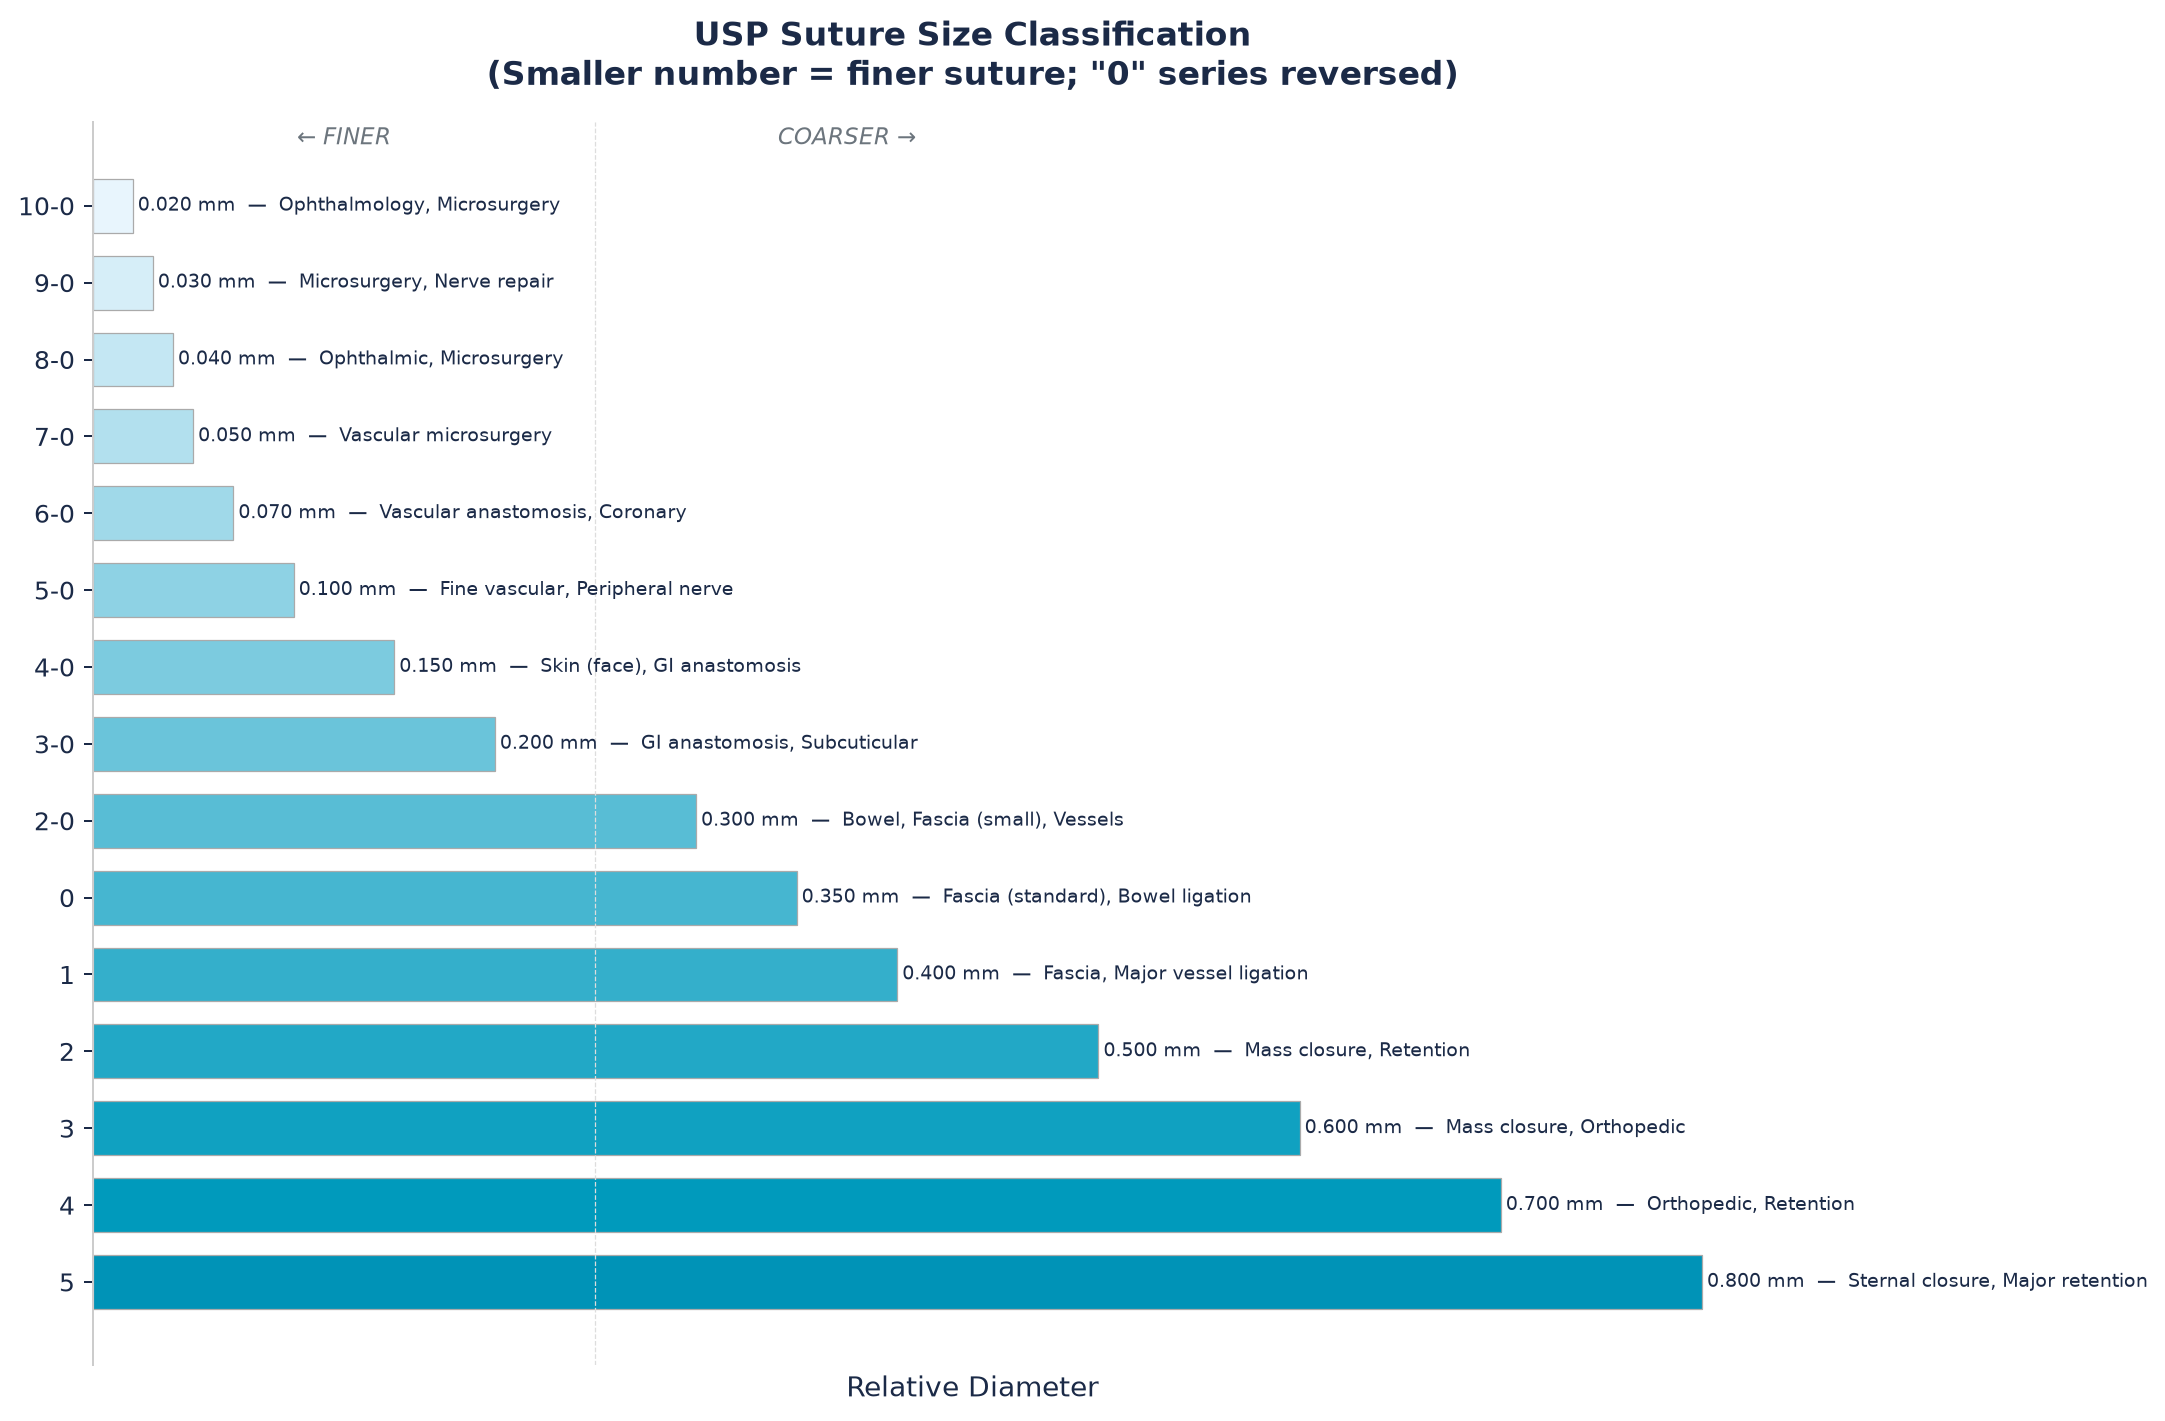 USP Suture Size Classification
(Smaller number = finer suture; "0" series reversed)
← FINER
COARSER →
10-0 0.020 mm — Ophthalmology, Microsurgery
9-0 0.030 mm — Microsurgery, Nerve repair
8-0 0.040 mm — Ophthalmic, Microsurgery
7-0 0.050 mm — Vascular microsurgery
6-0 0.070 mm — Vascular anastomosis, Coronary
5-0 0.100 mm — Fine vascular, Peripheral nerve
4-0 0.150 mm — Skin (face), GI anastomosis
3-0 0.200 mm — GI anastomosis, Subcuticular
2-0 0.300 mm — Bowel, Fascia (small), Vessels
0 0.350 mm — Fascia (standard), Bowel ligation
1 0.400 mm — Fascia, Major vessel ligation
2 0.500 mm — Mass closure, Retention
3 0.600 mm — Mass closure, Orthopedic
4 0.700 mm — Orthopedic, Retention
5 0.800 mm — Sternal closure, Major retention
Relative Diameter